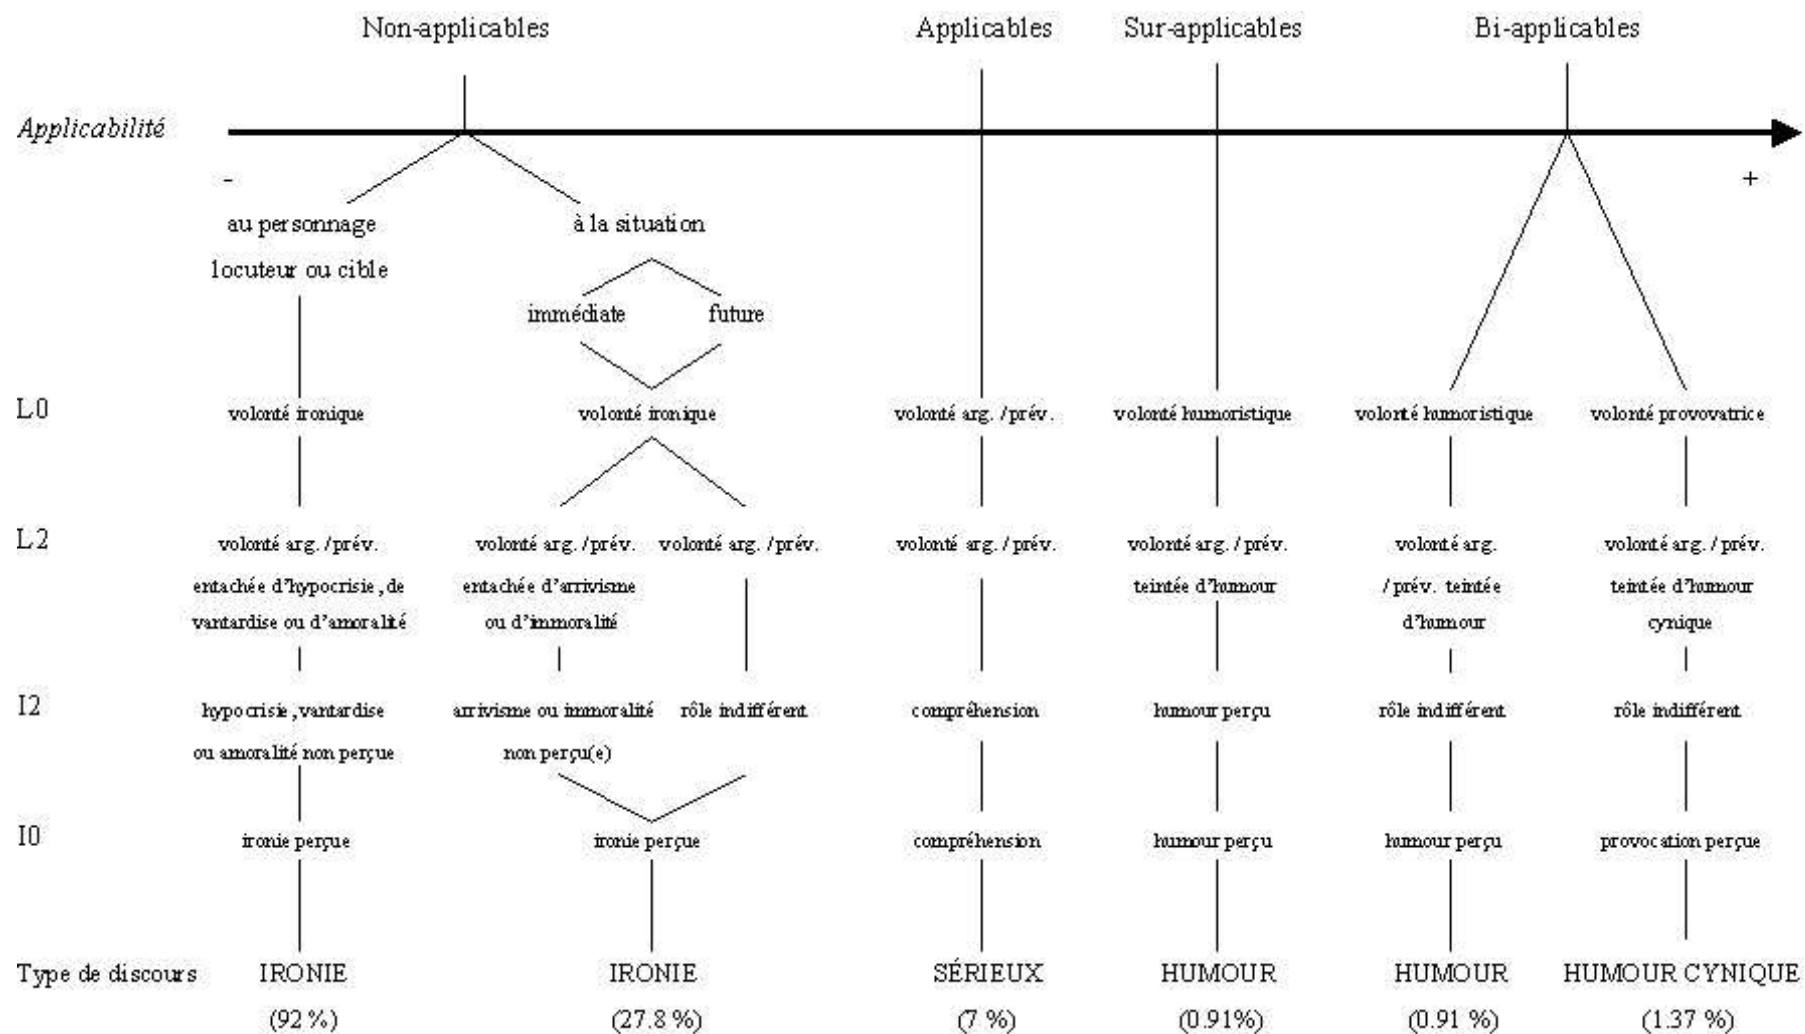 Non-applicables Applicables Sur-applicables Bi-applicables
Applicabilité
- +
au personnage à la situation
locuteur ou cible
immédiate future
L0 volonté ironique volonté ironique volonté arg. /prév. volonté humoristique volonté humoristique volonté provovatrice
L2 volonté arg. /prév. volonté arg. /prév. volonté arg. /prév. volonté arg. /prév. volonté arg. /prév. volonté arg. volonté arg. /prév.
entachée d'hypocrisie, de entachée d'arrivisme teintée d'humour /prév. teintée teintée d'humour
vantardise ou d'amoralité ou d'immoralité d'humour cynique
I2 hypocrisie, vantardise arrivisme ou immoralité rôle indifférent compréhension humour perçu rôle indifférent rôle indifférent
ou amoralité non perçue non perçu(e)
I0 ironie perçue ironie perçue compréhension humour perçu humour perçu provocation perçue
Type de discours IRONIE IRONIE SÉRIEUX HUMOUR HUMOUR HUMOUR CYNIQUE
(92 %) (27.8 %) (7 %) (0.91%) (0.91 %) (1.37 %)